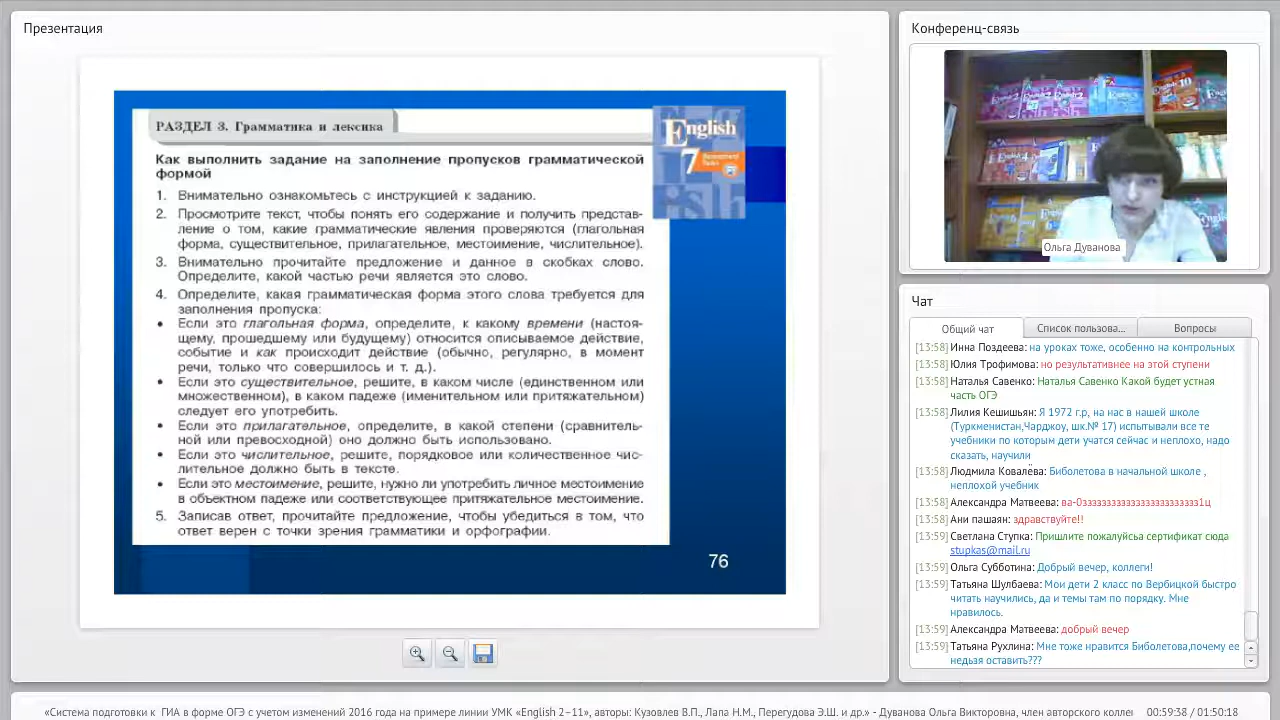 Презентация
РАЗДЕЛ 3. Грамматика и лексика
English
7
Как выполнить задание на заполнение пропусков грамматической
формой
1. Внимательно ознакомьтесь с инструкцией к заданию.
2. Просмотрите текст, чтобы понять его содержание и получить представ-
ление о том, какие грамматические явления проверяются (глагольная
форма, существительное, прилагательное, местоимение, числительное).
3. Внимательно прочитайте предложение и данное в скобках слово.
Определите, какой частью речи является это слово.
4. Определите, какая грамматическая форма этого слова требуется для
заполнения пропуска:
• Если это глагольная форма, определите, к какому времени (настоя-
щему, прошедшему или будущему) относится описываемое действие,
событие и как происходит действие (обычно, регулярно, в момент
речи, только что совершилось и т. д.).
• Если это существительное, решите, в каком числе (единственном или
множественном), в каком падеже (именительном или притяжательном)
следует его употребить.
• Если это прилагательное, определите, в какой степени (сравнитель-
ной или превосходной) оно должно быть использовано.
• Если это числительное, решите, порядковое или количественное чис-
лительное должно быть в тексте.
• Если это местоимение, решите, нужно ли употребить личное местоимение
в объектном падеже или соответствующее притяжательное местоимение.
5. Записав ответ, прочитайте предложение, чтобы убедиться в том, что
ответ верен с точки зрения грамматики и орфографии.
76
Конференц-связь
Ольга Дуванова
Чат
Общий чат
Список пользова...
Вопросы
[13:58] Инна Поздеева: на уроках тоже, особенно на контрольных
[13:58] Юлия Трофимова: но результативнее на этой ступени
[13:58] Наталья Савенко: Наталья Савенко Какой будет устная
часть ОГЭ
[13:58] Лилия Кешишьян: Я 1972 г.р, на нас в нашей школе
(Туркменистан,Чарджоу, шк.№ 17) испытывали все те
учебники по которым дети учатся сейчас и неплохо, надо
сказать, научили
[13:58] Людмила Ковалёва: Биболетова в начальной школе ,
неплохой учебник
[13:58] Александра Матвеева: ва-0ззззззззззззззззззззззз1ц
[13:58] Ани пашаян: здравствуйте!!
[13:59] Светлана Ступка: Пришлите пожалуйсьа сертификат сюда
stupkas@mail.ru
[13:59] Ольга Субботина: Добрый вечер, коллеги!
[13:59] Татьяна Шулбаева: Мои дети 2 класс по Вербицкой быстро
читать научились, да и темы там по порядку. Мне
нравилось.
[13:59] Александра Матвеева: добрый вечер
[13:59] Татьяна Рухлина: Мне тоже нравится Биболетова,почему ее
недьзя оставить???
«Система подготовки к ГИА в форме ОГЭ с учетом изменений 2016 года на примере линии УМК «English 2–11», авторы: Кузовлев В.П., Лапа Н.М., Перегудова Э.Ш. и др.» - Дуванова Ольга Викторовна, член авторского коллек
00:59:38 / 01:50:18